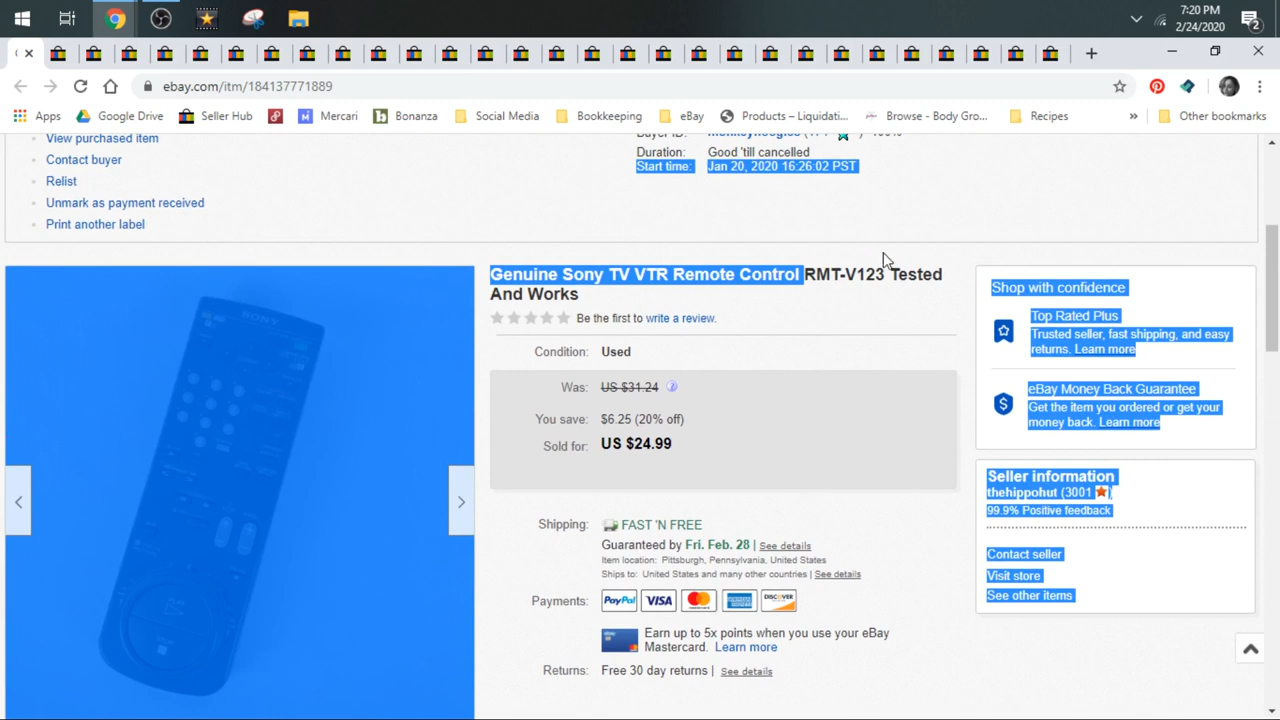 7:20 PM
2/24/2020
2
ebay.com/itm/184137771889
Apps
Google Drive
Seller Hub
Mercari
Bonanza
Social Media
Bookkeeping
eBay
Products – Liquidati...
Browse - Body Gro...
Recipes
»
Other bookmarks
View purchased item
Contact buyer
Relist
Unmark as payment received
Print another label
Duration: Good 'till cancelled
Start time: Jan 20, 2020 16:26:02 PST
Genuine Sony TV VTR Remote Control RMT-V123 Tested
And Works
Be the first to write a review.
Condition: Used
Was: US $31.24
You save: $6.25 (20% off)
Sold for: US $24.99
Shipping: FAST 'N FREE
Guaranteed by Fri. Feb. 28 | See details
Item location: Pittsburgh, Pennsylvania, United States
Ships to: United States and many other countries | See details
Payments: PayPal VISA MasterCard AMERICAN EXPRESS DISCOVER
Earn up to 5x points when you use your eBay
Mastercard. Learn more
Returns: Free 30 day returns | See details
Shop with confidence
Top Rated Plus
Trusted seller, fast shipping, and easy
returns. Learn more
eBay Money Back Guarantee
Get the item you ordered or get your
money back. Learn more
Seller information
thehippohut (3001 )
99.9% Positive feedback
Contact seller
Visit store
See other items
SONY